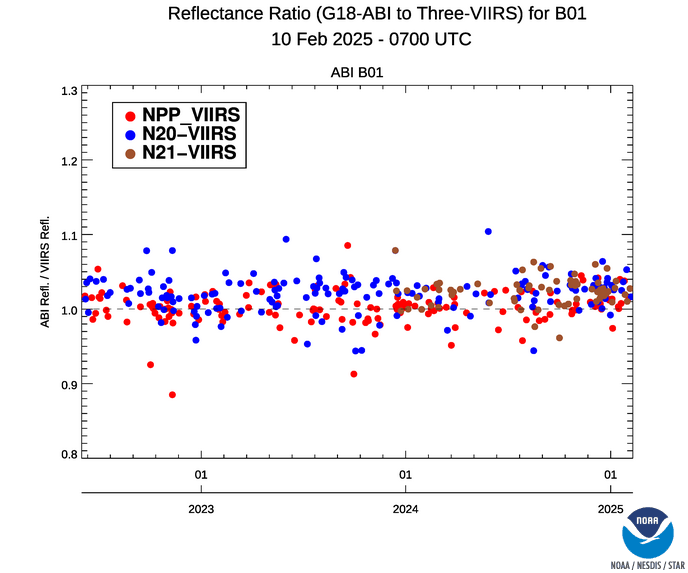 Reflectance Ratio (G18-ABI to Three-VIIRS) for B01
10 Feb 2025 - 0700 UTC
ABI B01
NPP_VIIRS
N20-VIIRS
N21-VIIRS
ABI Refl. / VIIRS Refl.
1.3
1.2
1.1
1.0
0.9
0.8
01 01 01
2023 2024 2025
NOAA
NOAA / NESDIS / STAR